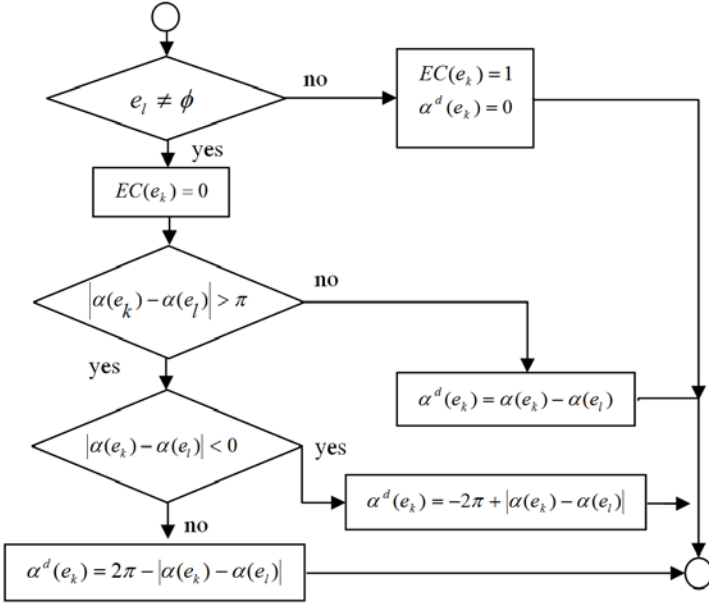 e_l ≠ ϕ
no
EC(e_k) = 1
α^d(e_k) = 0
yes
EC(e_k) = 0
|α(e_k) − α(e_l)| > π
no
yes
α^d(e_k) = α(e_k) − α(e_l)
|α(e_k) − α(e_l)| < 0
yes
α^d(e_k) = −2π + |α(e_k) − α(e_l)|
no
α^d(e_k) = 2π − |α(e_k) − α(e_l)|